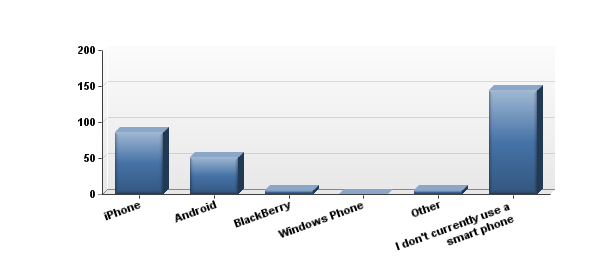 200
150
100
50
0
iPhone
Android
BlackBerry
Windows Phone
Other
I don't currently use a
smart phone